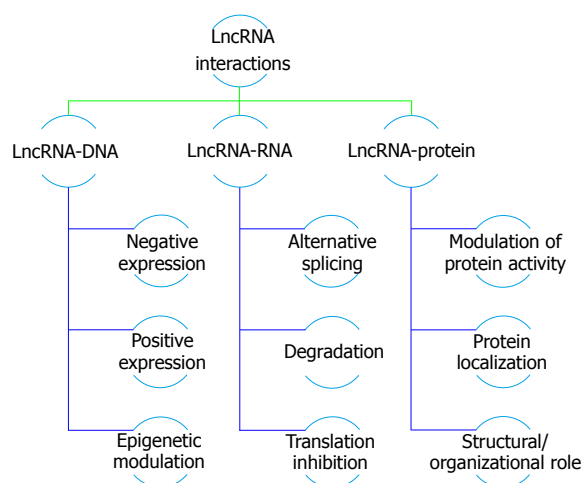 LncRNA
interactions
LncRNA-DNA
LncRNA-RNA
LncRNA-protein
Negative
expression
Alternative
splicing
Modulation of
protein activity
Positive
expression
Degradation
Protein
localization
Epigenetic
modulation
Translation
inhibition
Structural/
organizational role